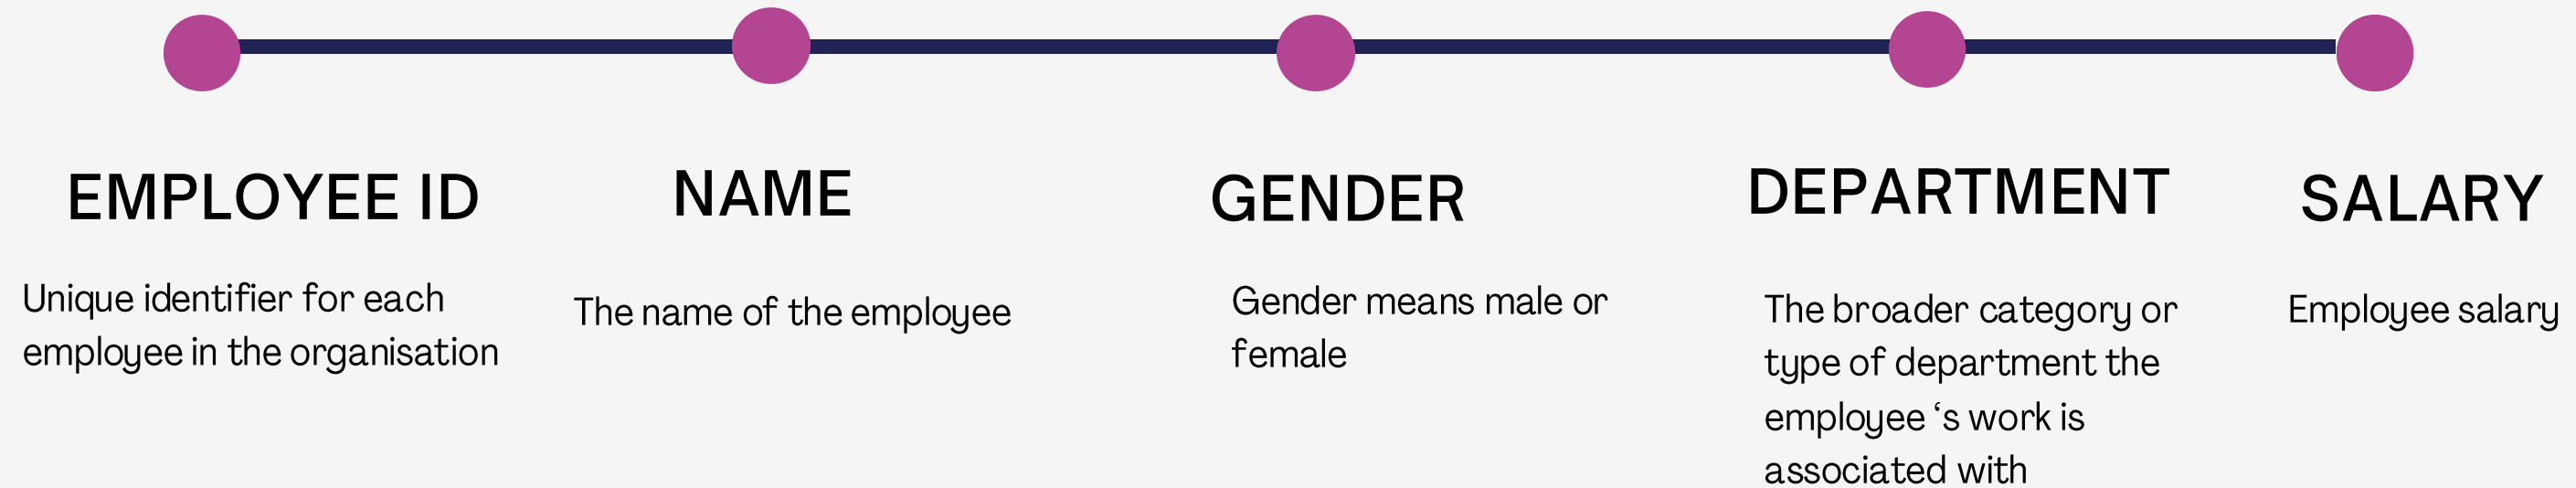 EMPLOYEE ID
Unique identifier for each
employee in the organisation
NAME
The name of the employee
GENDER
Gender means male or
female
DEPARTMENT
The broader category or
type of department the
employee ‘s work is
associated with
SALARY
Employee salary